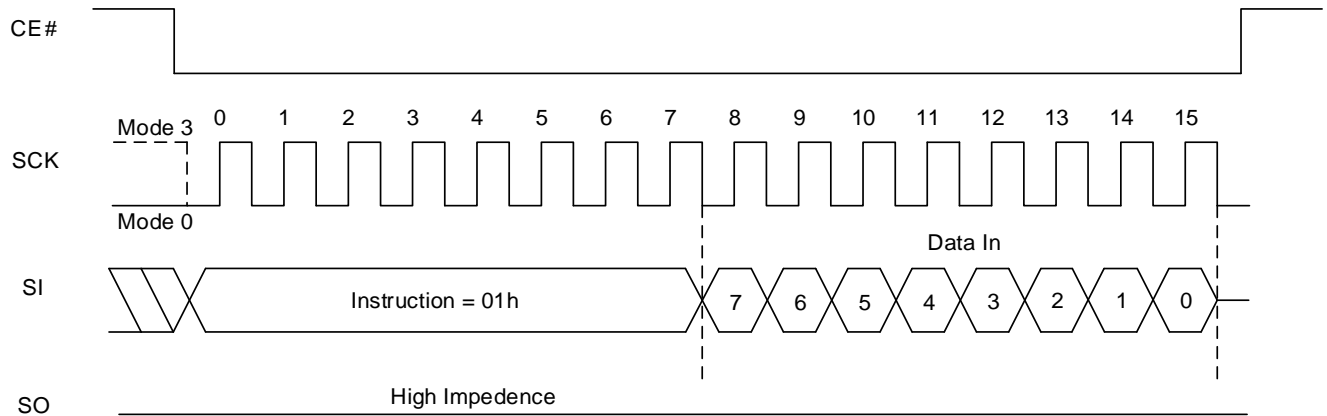 CE#
Mode 3
0 1 2 3 4 5 6 7 8 9 10 11 12 13 14 15
SCK
Mode 0
Data In
SI
Instruction = 01h
7 6 5 4 3 2 1 0
High Impedence
SO